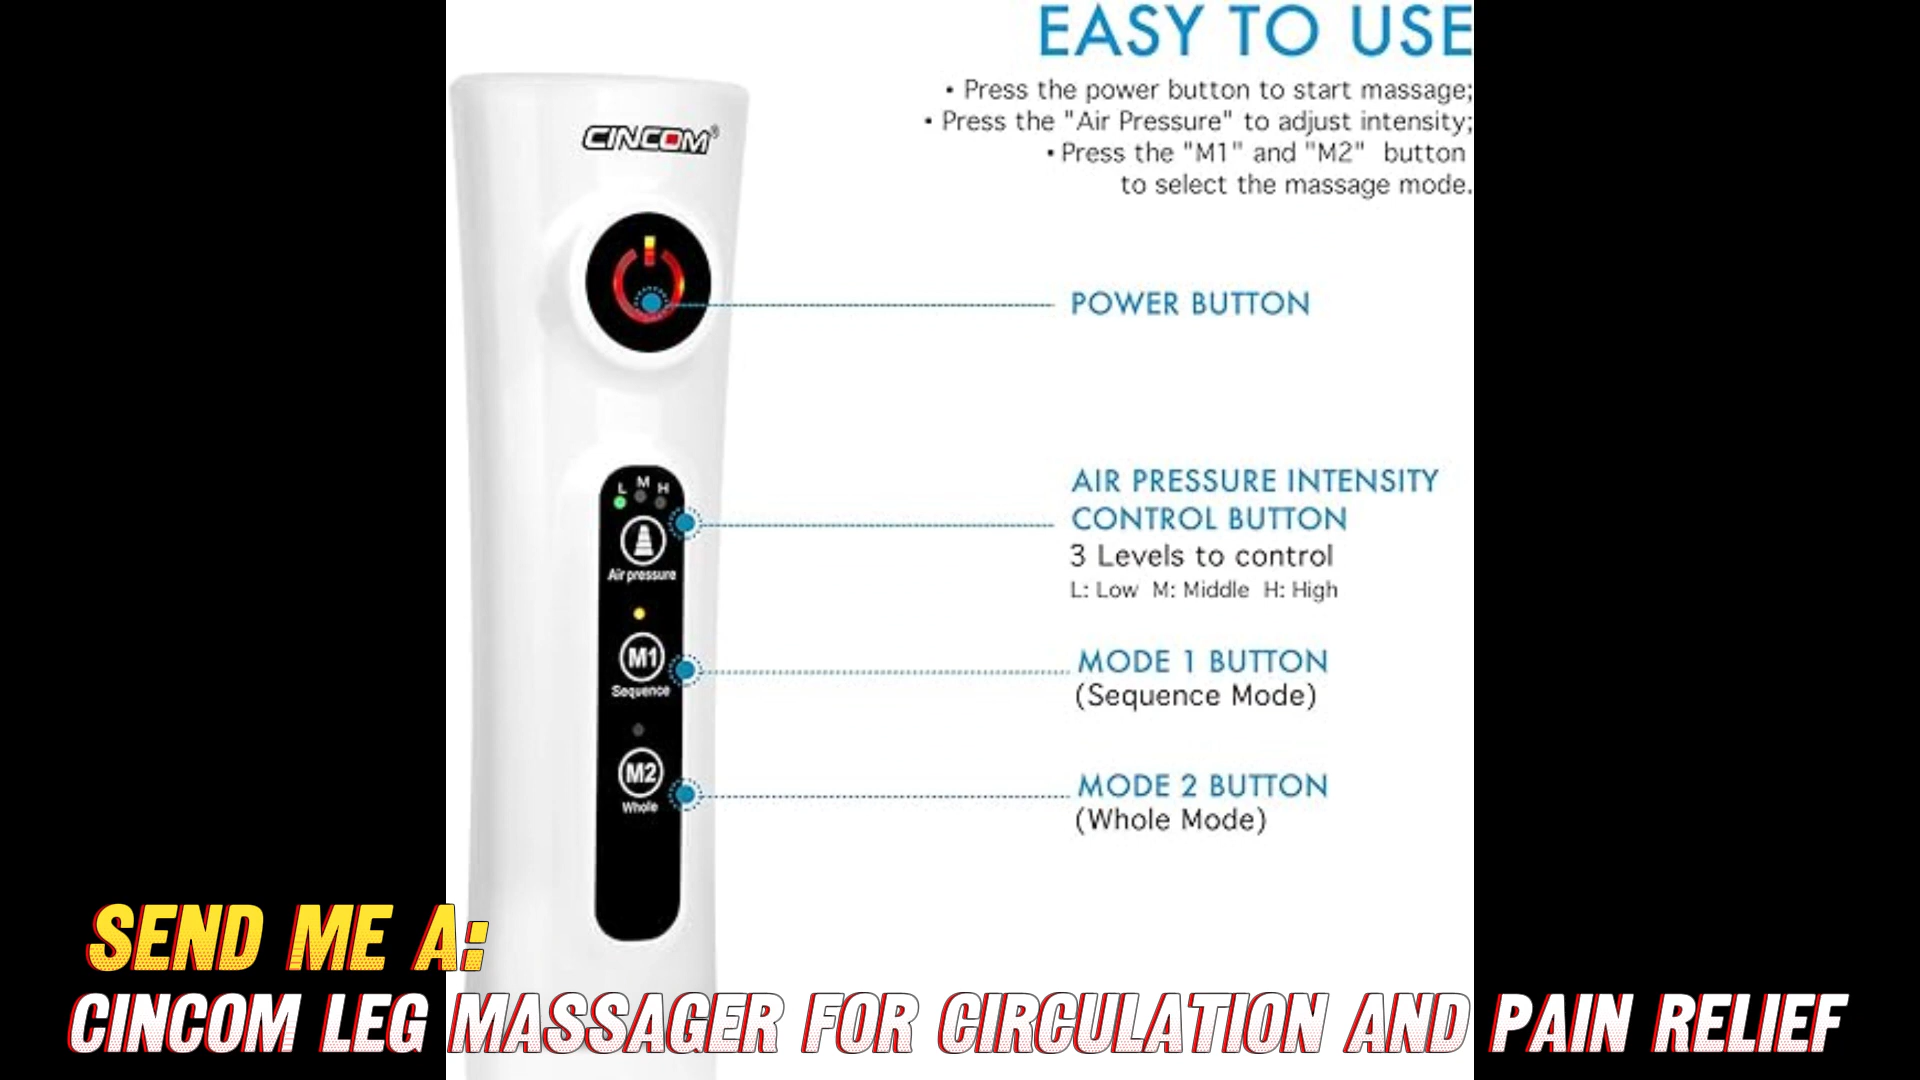 EASY TO USE
• Press the power button to start massage;
• Press the "Air Pressure" to adjust intensity;
• Press the "M1" and "M2" button
to select the massage mode.
CINCOM®
POWER BUTTON
L M H
Air pressure
AIR PRESSURE INTENSITY
CONTROL BUTTON
3 Levels to control
L: Low M: Middle H: High
M1
Sequence
MODE 1 BUTTON
(Sequence Mode)
M2
Whole
MODE 2 BUTTON
(Whole Mode)
SEND ME A:
CINCOM LEG MASSAGER FOR CIRCULATION AND PAIN RELIEF